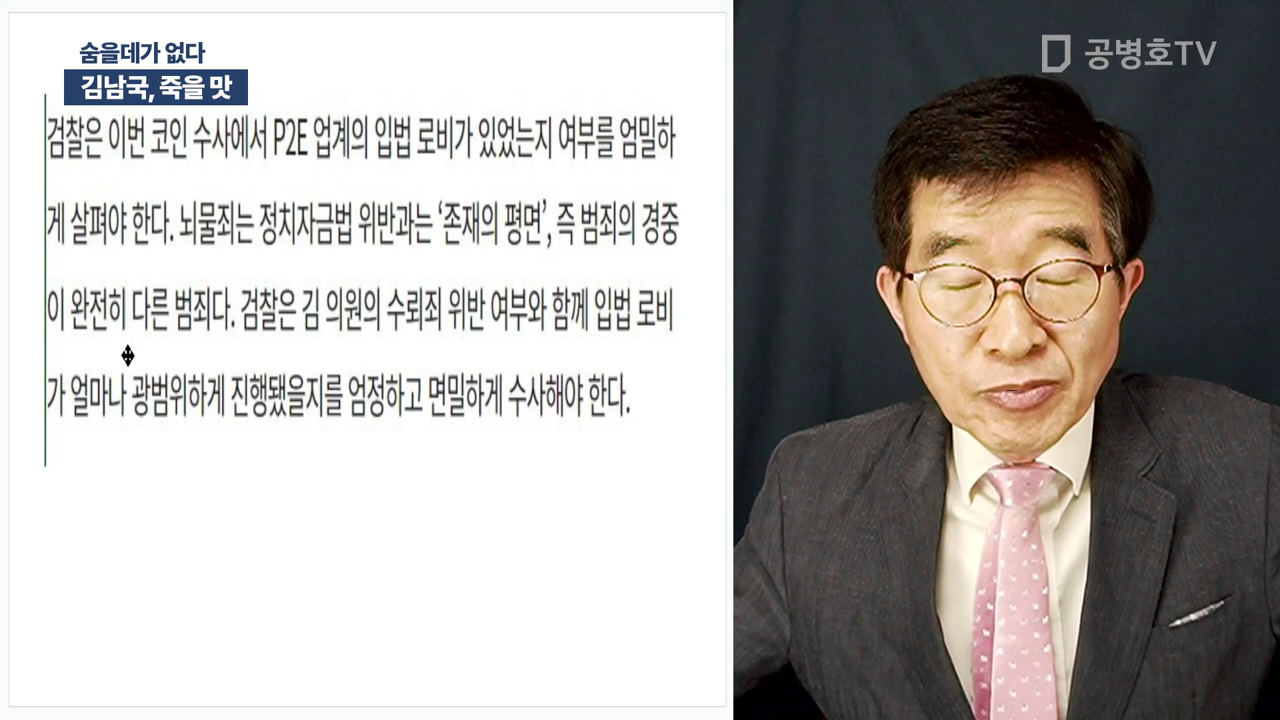 숨을데가 없다
김남국, 죽을 맛
공병호TV
검찰은 이번 코인 수사에서 P2E 업계의 입법 로비가 있었는지 여부를 엄밀하
게 살펴야 한다. 뇌물죄는 정치자금법 위반과는 ‘존재의 평면’, 즉 범죄의 경중
이 완전히 다른 범죄다. 검찰은 김 의원의 수뢰죄 위반 여부와 함께 입법 로비
가 얼마나 광범위하게 진행됐을지를 엄정하고 면밀하게 수사해야 한다.